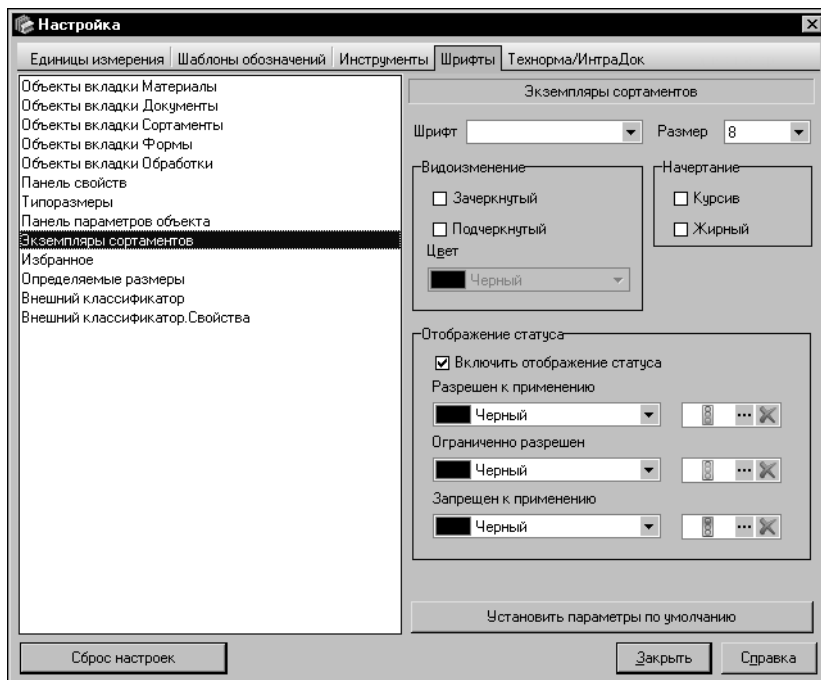 Настройка
Единицы измерения Шаблоны обозначений Инструменты Шрифты Технорма/ИнтраДок
Объекты вкладки Материалы
Объекты вкладки Документы
Объекты вкладки Сортаменты
Объекты вкладки Формы
Объекты вкладки Обработки
Панель свойств
Типоразмеры
Панель параметров объекта
Экземпляры сортаментов
Избранное
Определяемые размеры
Внешний классификатор
Внешний классификатор.Свойства
Экземпляры сортаментов
Шрифт Размер 8
Видоизменение Начертание
Зачеркнутый Курсив
Подчеркнутый Жирный
Цвет
Черный
Отображение статуса
Включить отображение статуса
Разрешен к применению
Черный ...
Ограниченно разрешен
Черный ...
Запрещен к применению
Черный ...
Установить параметры по умолчанию
Сброс настроек Закрыть Справка